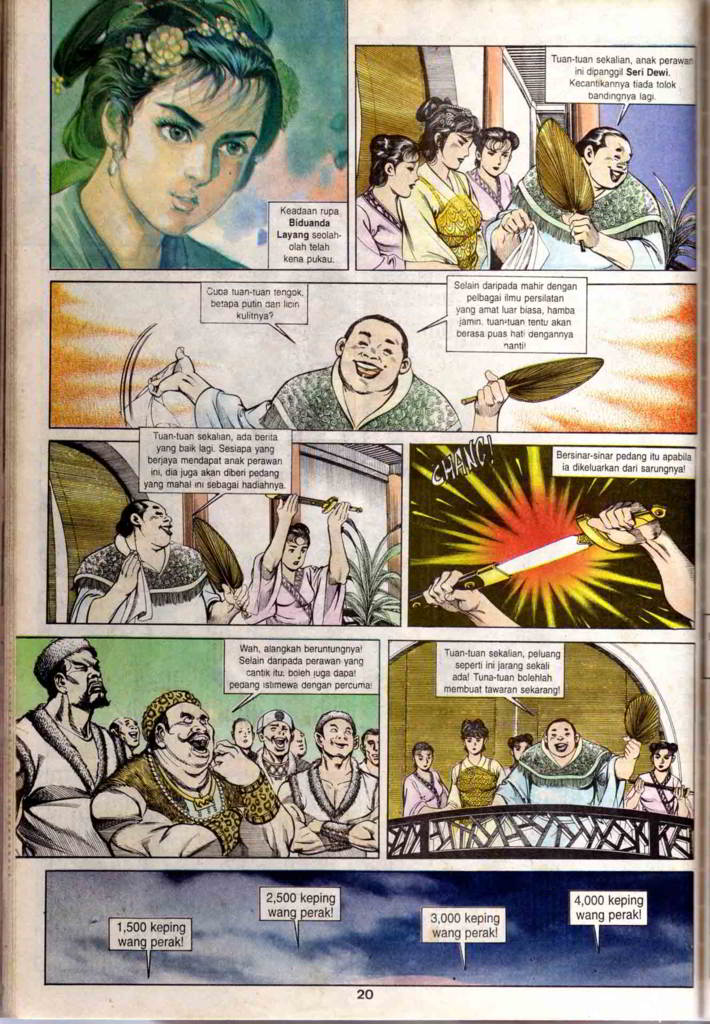 Keadaan rupa
Biduanda
Layang seolah-
olah telah
kena pukau.
Tuan-tuan sekalian, anak perawan
ini dipanggil Seri Dewi.
Kecantikannya tiada tolok
bandingnya lagi.
Cuba tuan-tuan tengok,
betapa putih dan licin
kulitnya?
Selain daripada mahir dengan
pelbagai ilmu persilatan
yang amat luar biasa, hamba
jamin, tuan-tuan tentu akan
berasa puas hati dengannya
nanti!
Tuan-tuan sekalian, ada berita
yang baik lagi. Sesiapa yang
berjaya mendapat anak perawan
ini, dia juga akan diberi pedang
yang mahal ini sebagai hadiahnya.
CHANG!
Bersinar-sinar pedang itu apabila
ia dikeluarkan dari sarungnya!
Wah, alangkah beruntungnya!
Selain daripada perawan yang
cantik itu, boleh juga dapat
pedang istimewa dengan percuma!
Tuan-tuan sekalian, peluang
seperti ini jarang sekali
ada! Tuna-tuan bolehlah
membuat tawaran sekarang!
1,500 keping
wang perak!
2,500 keping
wang perak!
3,000 keping
wang perak!
4,000 keping
wang perak!
20